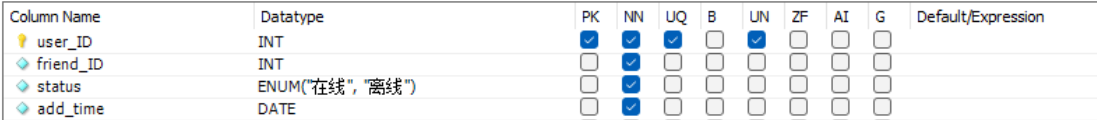 Column Name Datatype PK NN UQ B UN ZF AI G Default/Expression
user_ID INT
friend_ID INT
status ENUM("在线", "离线")
add_time DATE